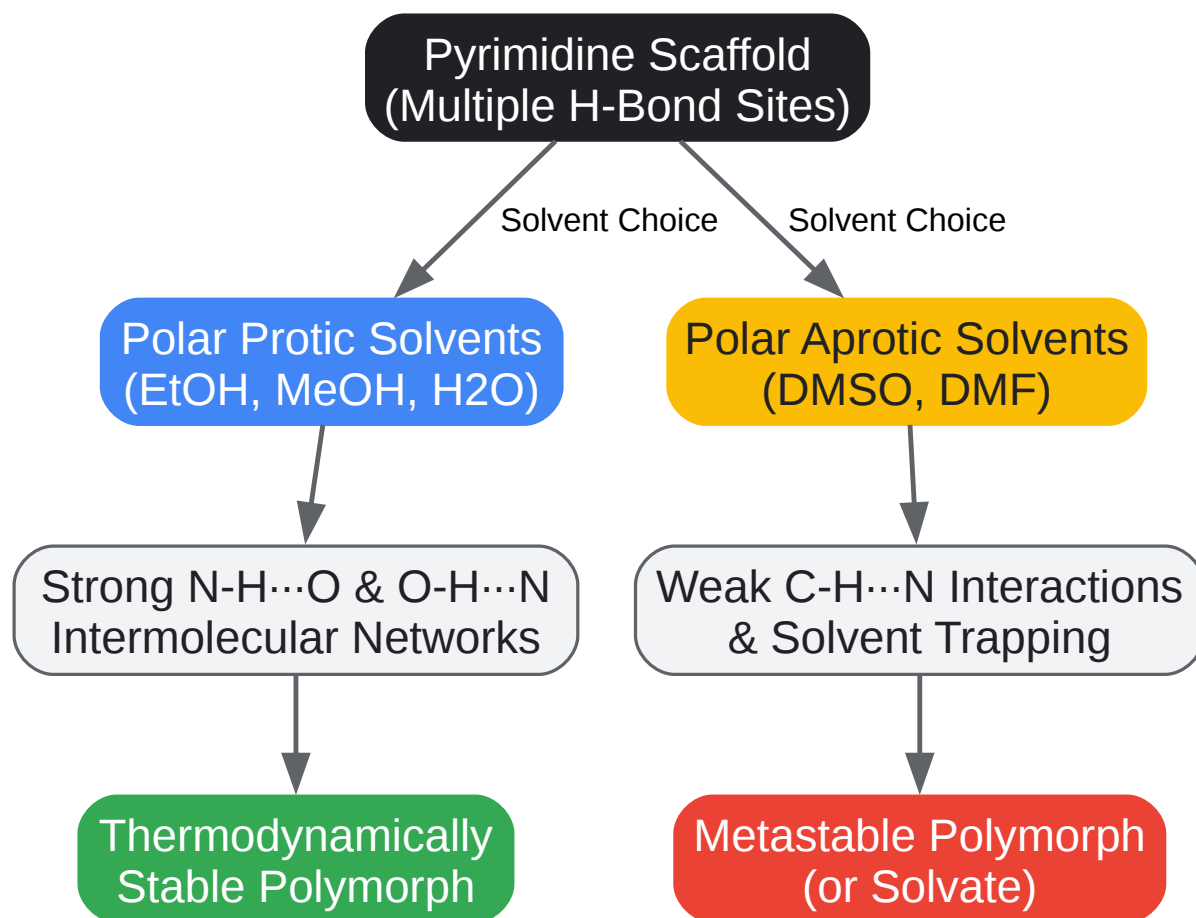 Pyrimidine Scaffold
(Multiple H-Bond Sites)
Solvent Choice
Solvent Choice
Polar Protic Solvents
(EtOH, MeOH, H2O)
Polar Aprotic Solvents
(DMSO, DMF)
Strong N-H···O & O-H···N
Intermolecular Networks
Weak C-H···N Interactions
& Solvent Trapping
Thermodynamically
Stable Polymorph
Metastable Polymorph
(or Solvate)